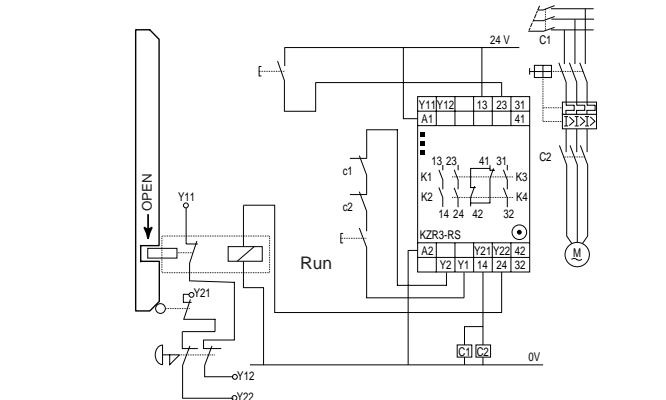 C1
24 V
Y11 Y12 13 23 31
A1 41
OPEN
c1
13 23 41 31
K1 K3
C2
c2
K2 K4
14 24 42 32
Y11
KZR3-RS
A2 Y21 Y22 42
Y2 Y1 14 24 32
M
~
Run
Y21
C1 C2
0V
Y12
Y22